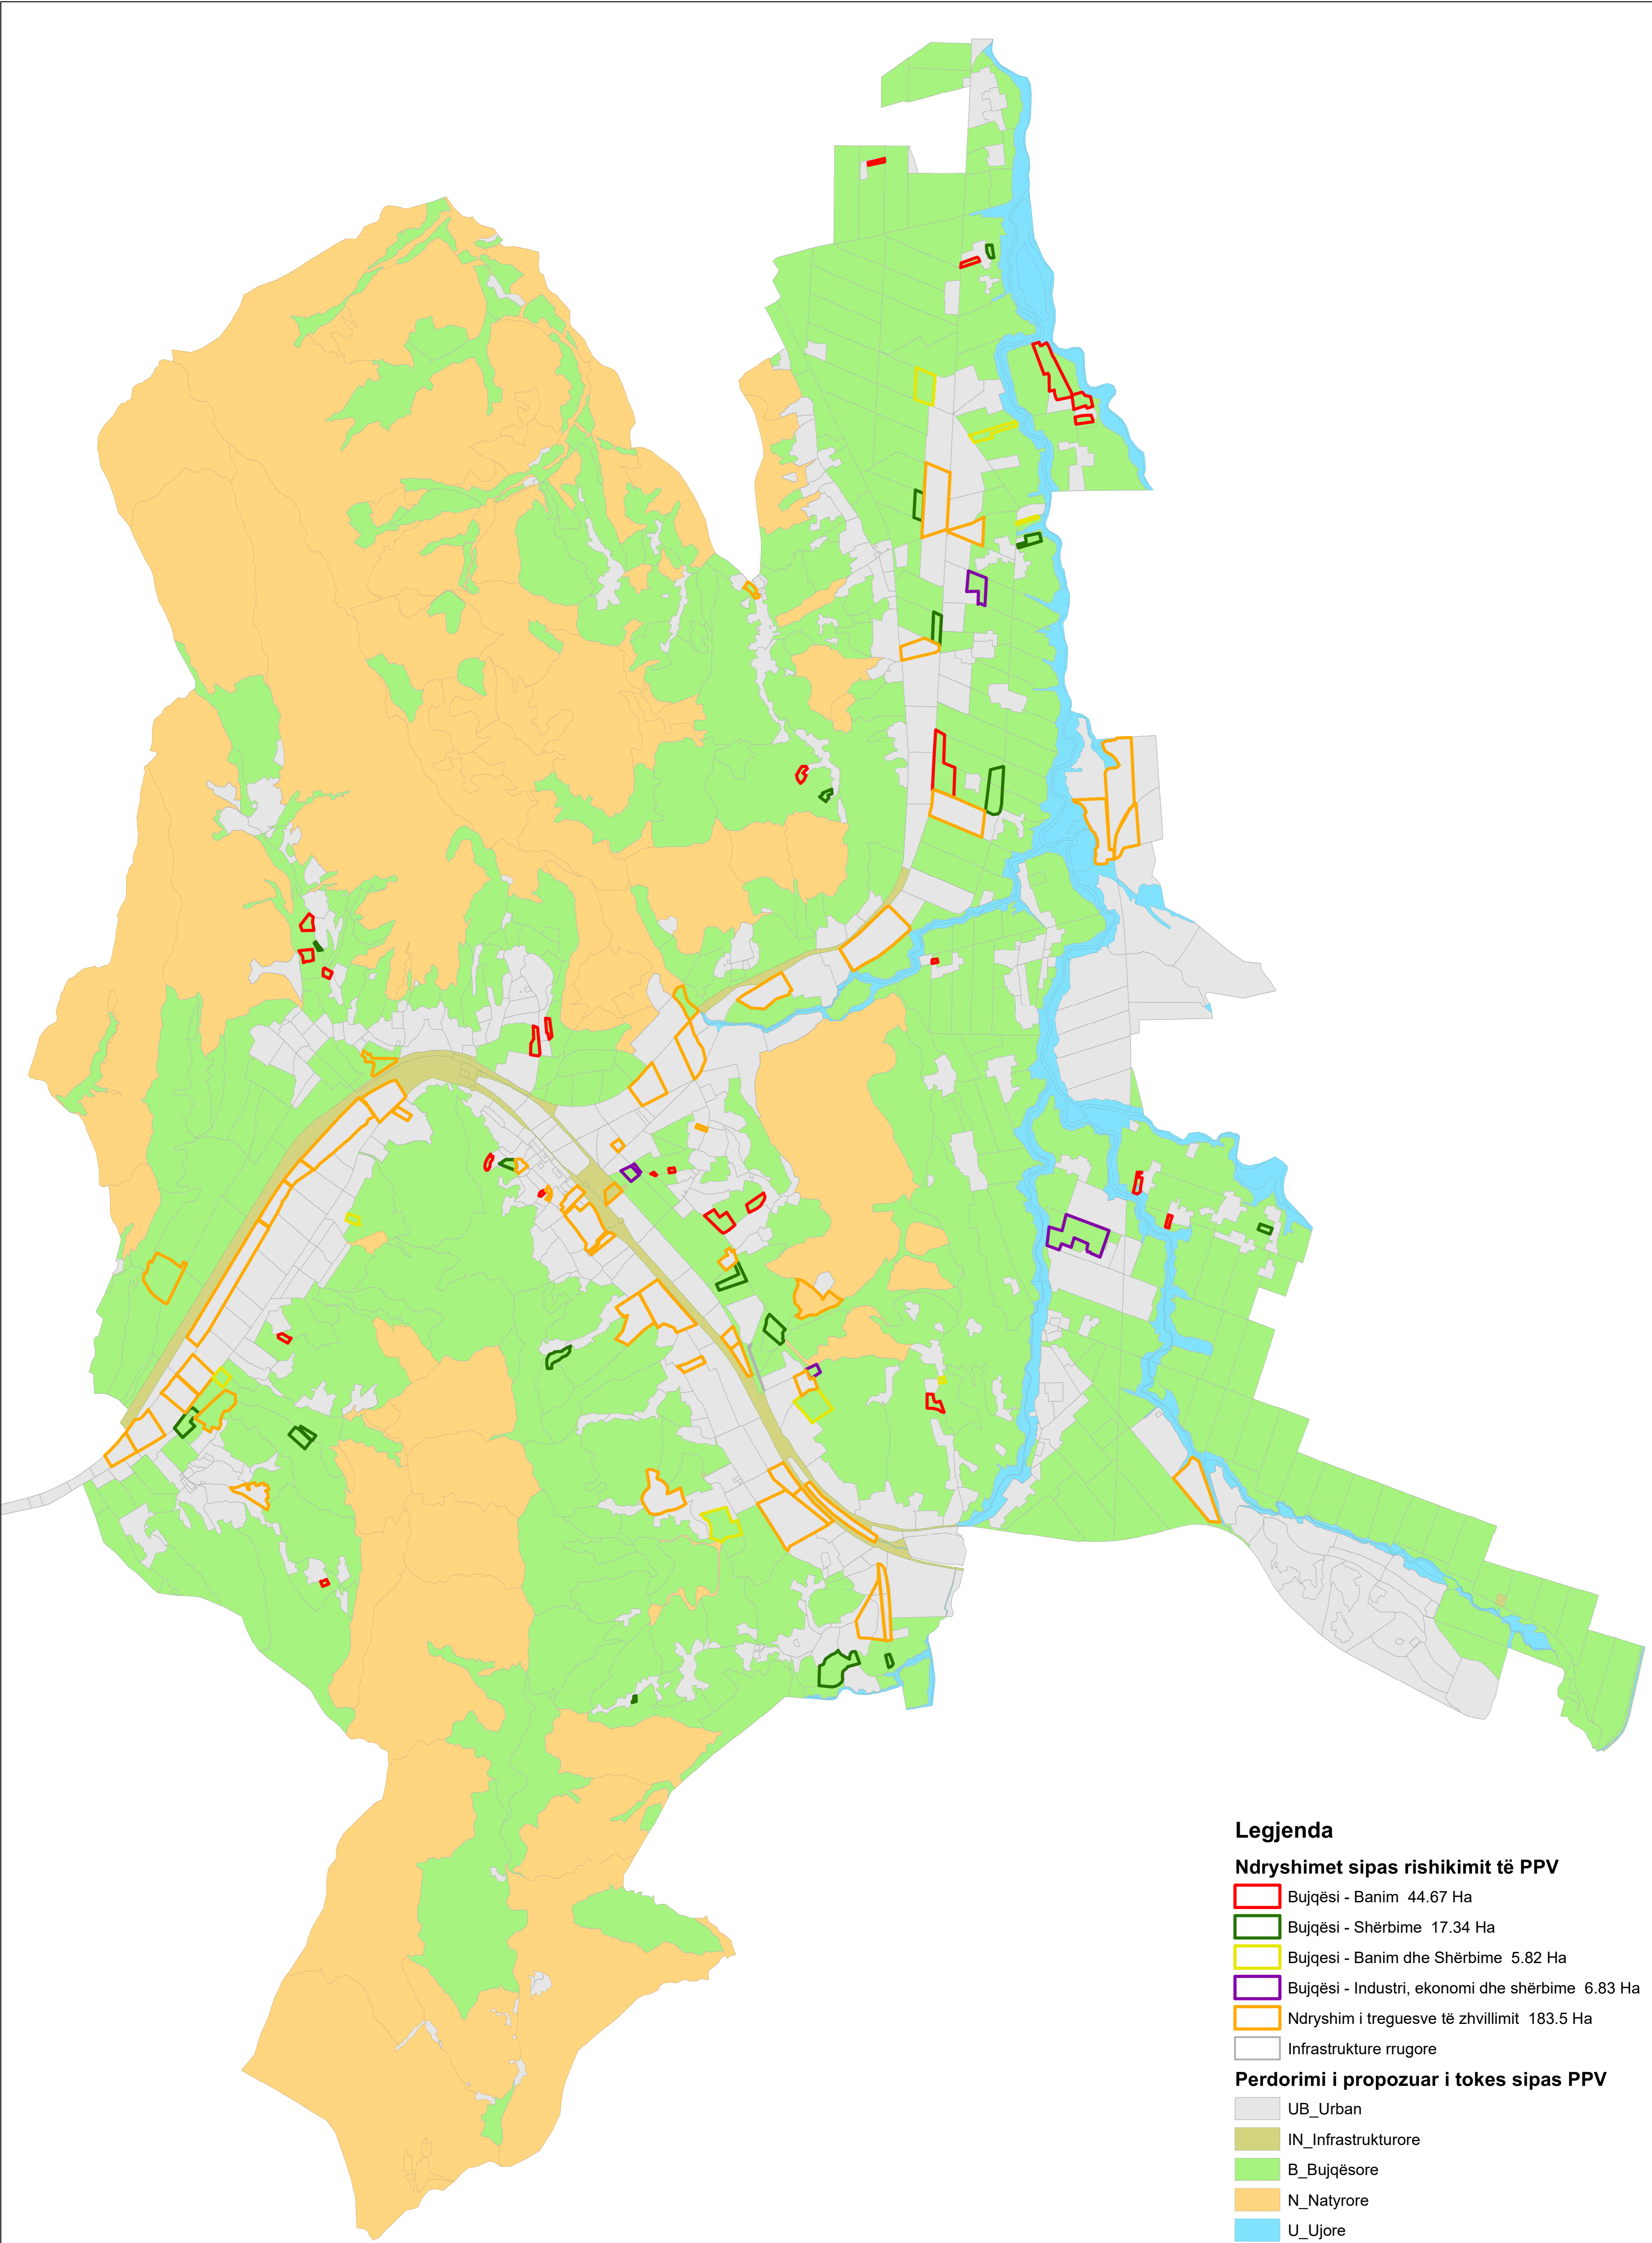 Legjenda
Ndryshimet sipas rishikimit të PPV
Bujqësi - Banim 44.67 Ha
Bujqësi - Shërbime 17.34 Ha
Bujqesi - Banim dhe Shërbime 5.82 Ha
Bujqësi - Industri, ekonomi dhe shërbime 6.83 Ha
Ndryshim i treguesve të zhvillimit 183.5 Ha
Infrastrukture rrugore
Perdorimi i propozuar i tokes sipas PPV
UB_Urban
IN_Infrastrukturore
B_Bujqësore
N_Natyrore
U_Ujore